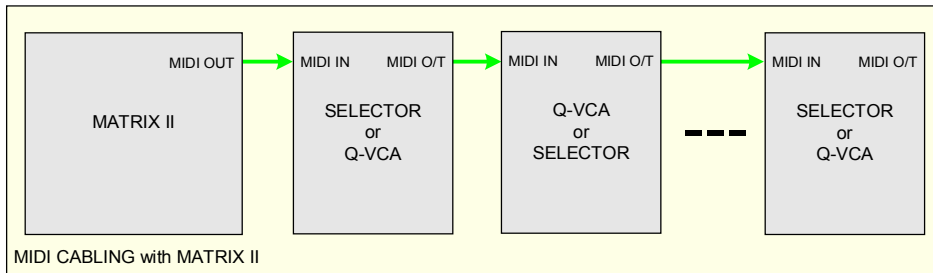 MIDI OUT
MATRIX II
MIDI IN MIDI O/T
SELECTOR
or
Q-VCA
MIDI IN MIDI O/T
Q-VCA
or
SELECTOR
MIDI IN MIDI O/T
SELECTOR
or
Q-VCA
MIDI CABLING with MATRIX II